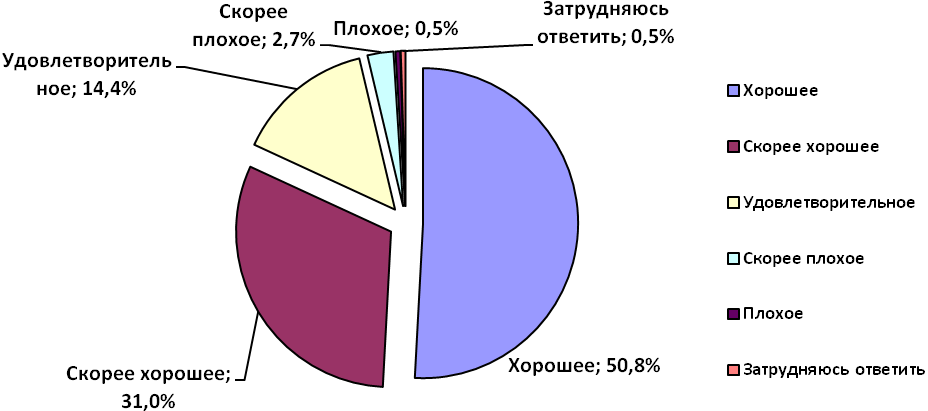 Скорее
плохое; 2,7%
Плохое; 0,5%
Затрудняюсь
ответить; 0,5%
Удовлетворитель
ное; 14,4%
Хорошее
Скорее хорошее
Удовлетворительное
Скорее плохое
Плохое
Затрудняюсь ответить
Хорошее; 50,8%
Скорее хорошее;
31,0%